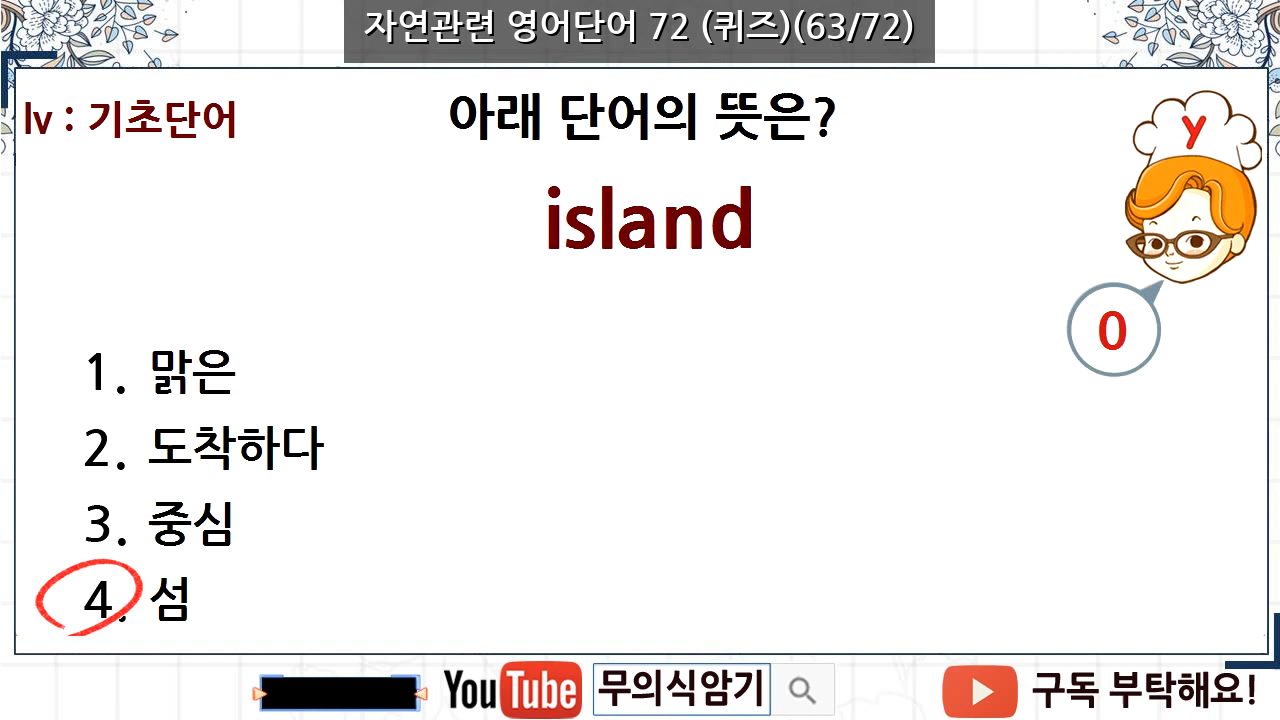 자연관련 영어단어 72 (퀴즈)(63/72)
lv : 기초단어
아래 단어의 뜻은?
y
island
0
1. 맑은
2. 도착하다
3. 중심
4. 섬
YouTube 무의식암기 구독 부탁해요!